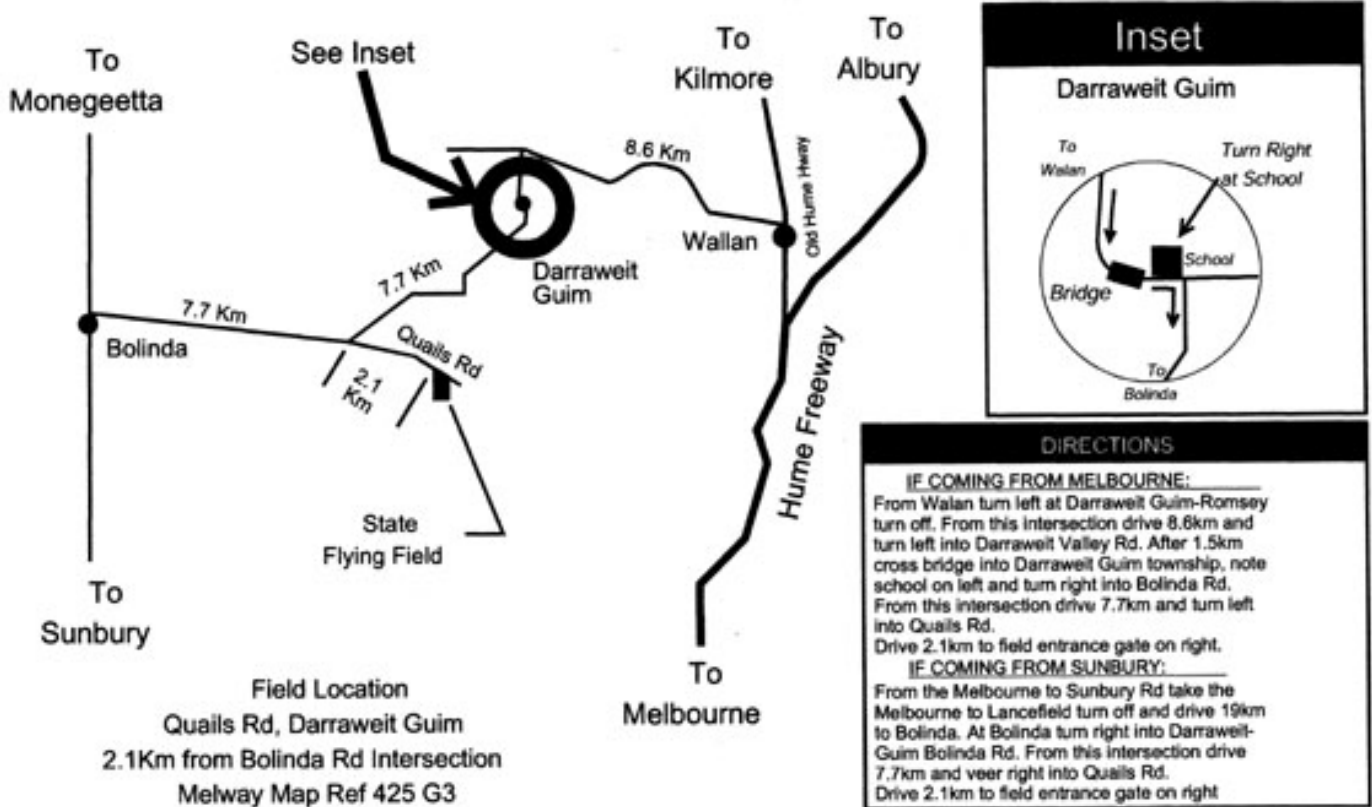 To
Monegeetta
See Inset
To
Kilmore
To
Albury
8.6 Km
Old Hume Hway
Wallan
Darraweit
Guim
7.7 Km
7.7 Km
Bolinda
Quails Rd
2.1
Km
Hume Freeway
State
Flying Field
To
Sunbury
To
Melbourne
Field Location
Quails Rd, Darraweit Guim
2.1Km from Bolinda Rd Intersection
Melway Map Ref 425 G3
Inset
Darraweit Guim
To
Walan
Turn Right
at School
School
Bridge
To
Bolinda
DIRECTIONS
IF COMING FROM MELBOURNE:
From Walan turn left at Darraweit Guim-Romsey
turn off. From this intersection drive 8.6km and
turn left into Darraweit Valley Rd. After 1.5km
cross bridge into Darraweit Guim township, note
school on left and turn right into Bolinda Rd.
From this intersection drive 7.7km and turn left
into Quails Rd.
Drive 2.1km to field entrance gate on right.
IF COMING FROM SUNBURY:
From the Melbourne to Sunbury Rd take the
Melbourne to Lancefield turn off and drive 19km
to Bolinda. At Bolinda turn right into Darraweit-
Guim Bolinda Rd. From this intersection drive
7.7km and veer right into Quails Rd.
Drive 2.1km to field entrance gate on right